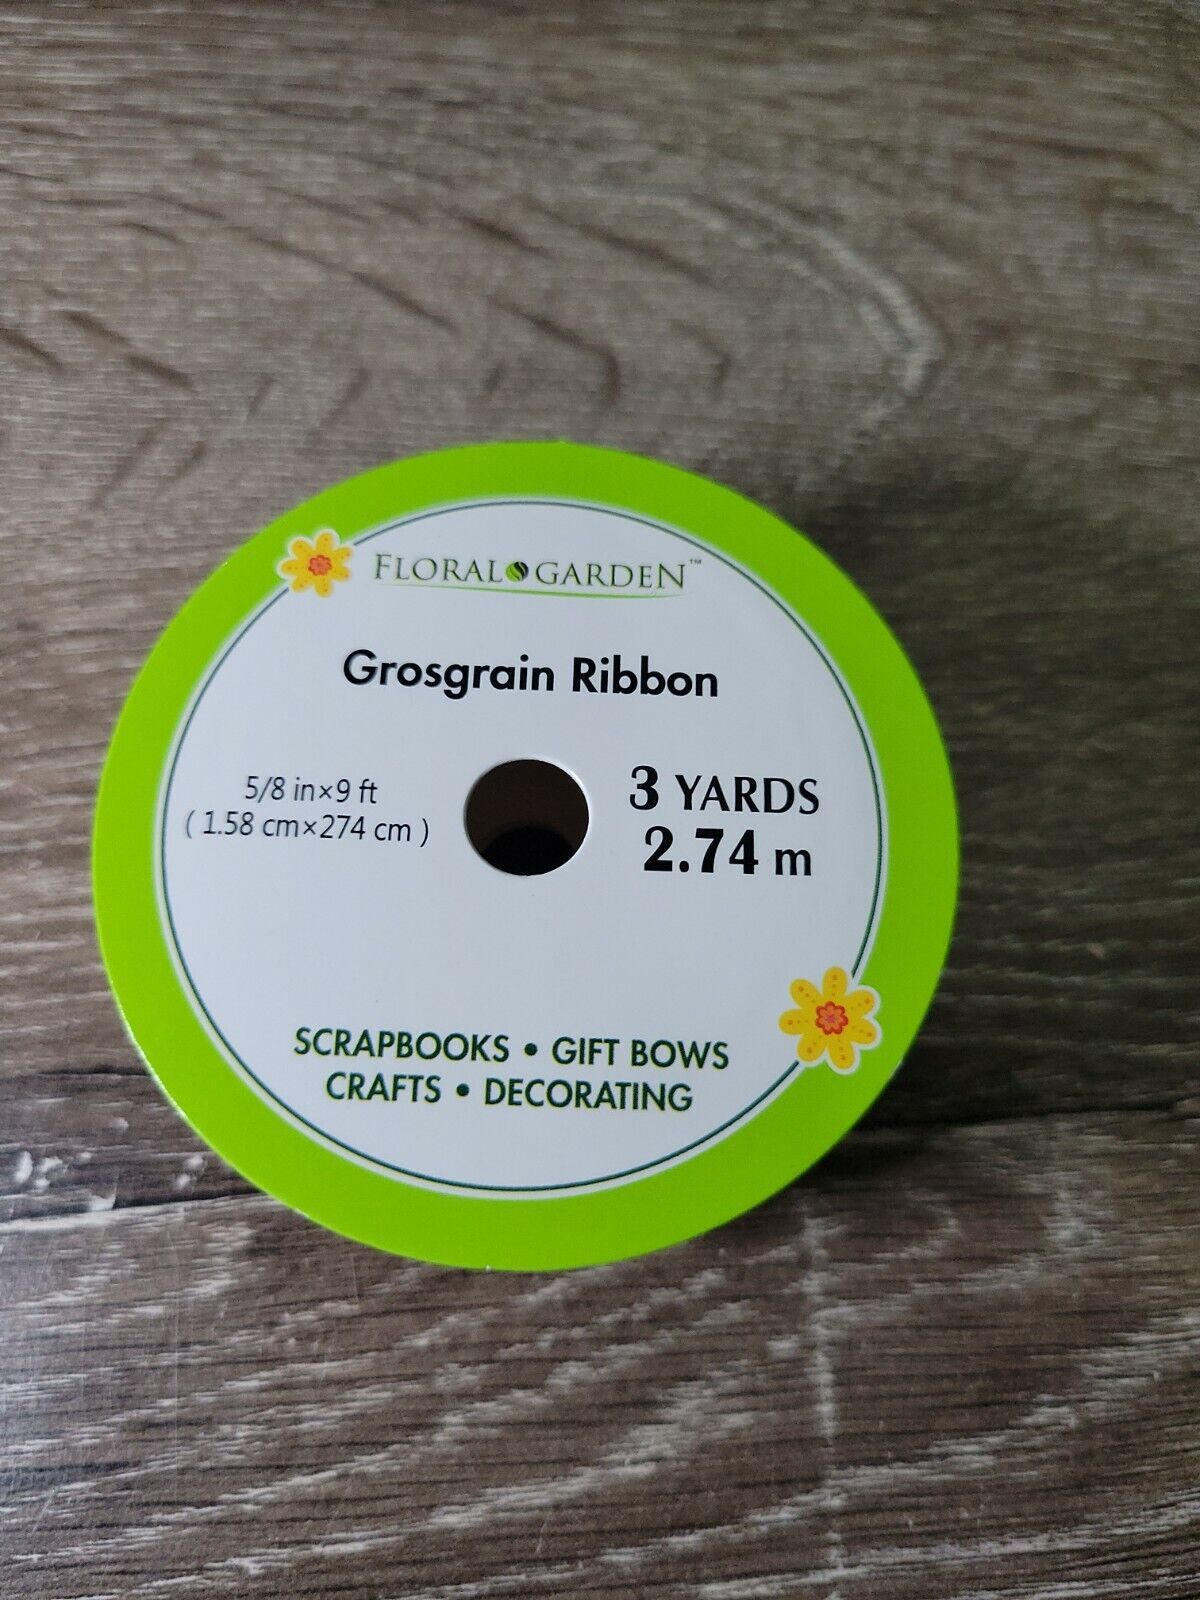 FLORAL GARDEN™
Grosgrain Ribbon
5/8 in×9 ft
( 1.58 cm×274 cm )
3 YARDS
2.74 m
SCRAPBOOKS • GIFT BOWS
CRAFTS • DECORATING